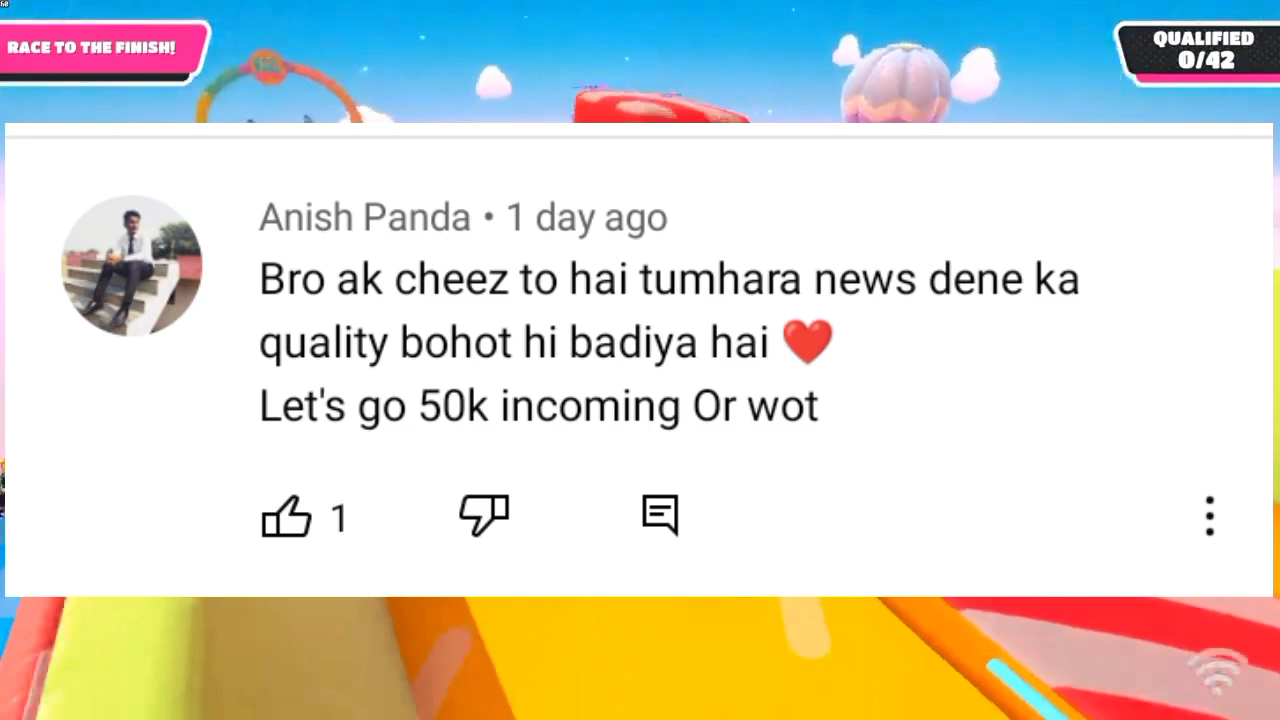 60
RACE TO THE FINISH!
QUALIFIED
0/42
Anish Panda • 1 day ago
Bro ak cheez to hai tumhara news dene ka
quality bohot hi badiya hai ❤️
Let's go 50k incoming Or wot
1